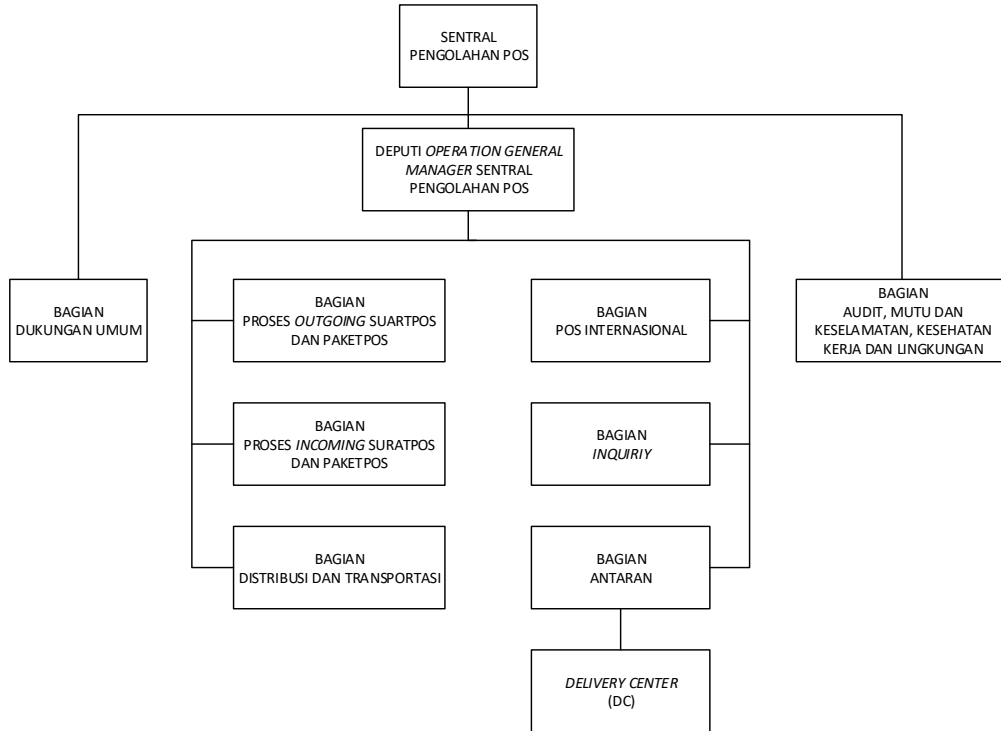 SENTRAL
PENGOLAHAN POS
DEPUTI OPERATION GENERAL
MANAGER SENTRAL
PENGOLAHAN POS
BAGIAN
DUKUNGAN UMUM
BAGIAN
PROSES OUTGOING SUARTPOS
DAN PAKETPOS
BAGIAN
POS INTERNASIONAL
BAGIAN
AUDIT, MUTU DAN
KESELAMATAN, KESEHATAN
KERJA DAN LINGKUNGAN
BAGIAN
PROSES INCOMING SURATPOS
DAN PAKETPOS
BAGIAN
INQUIRIY
BAGIAN
DISTRIBUSI DAN TRANSPORTASI
BAGIAN
ANTARAN
DELIVERY CENTER
(DC)